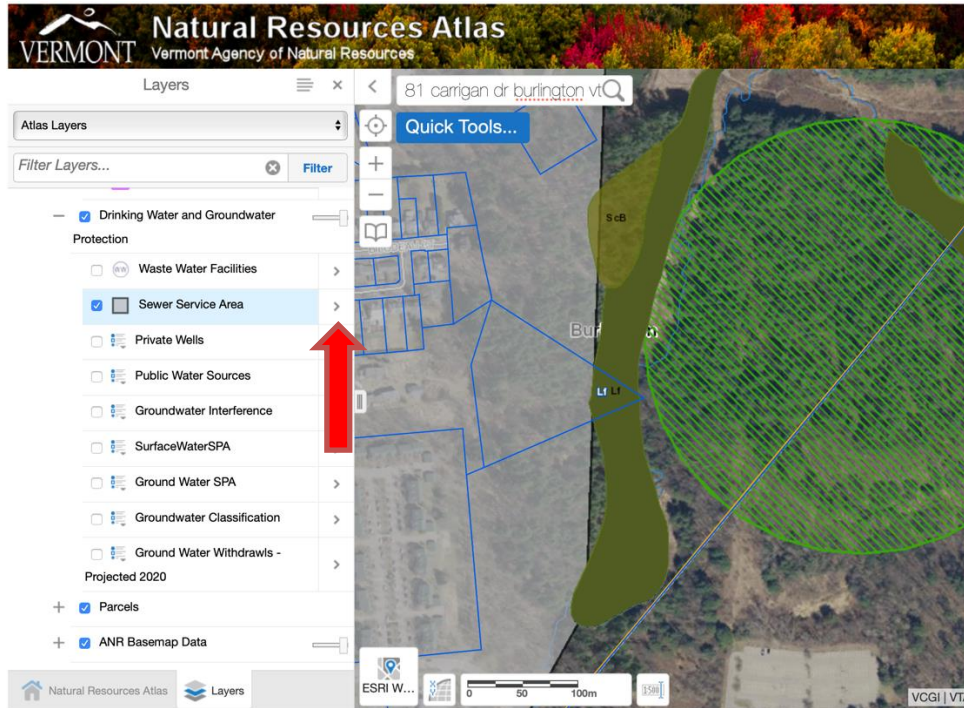 VERMONT
Natural Resources Atlas
Vermont Agency of Natural Resources
Layers
Atlas Layers
Filter Layers...
Filter
Drinking Water and Groundwater
Protection
WW
Waste Water Facilities
Sewer Service Area
Private Wells
Public Water Sources
Groundwater Interference
SurfaceWaterSPA
Ground Water SPA
Groundwater Classification
Ground Water Withdrawls -
Projected 2020
Parcels
ANR Basemap Data
Natural Resources Atlas
Layers
81 carrigan dr burlington vt
Quick Tools...
ScB
Lf Lf
ESRI W...
X
Y
0 50 100m
VCGI | VT